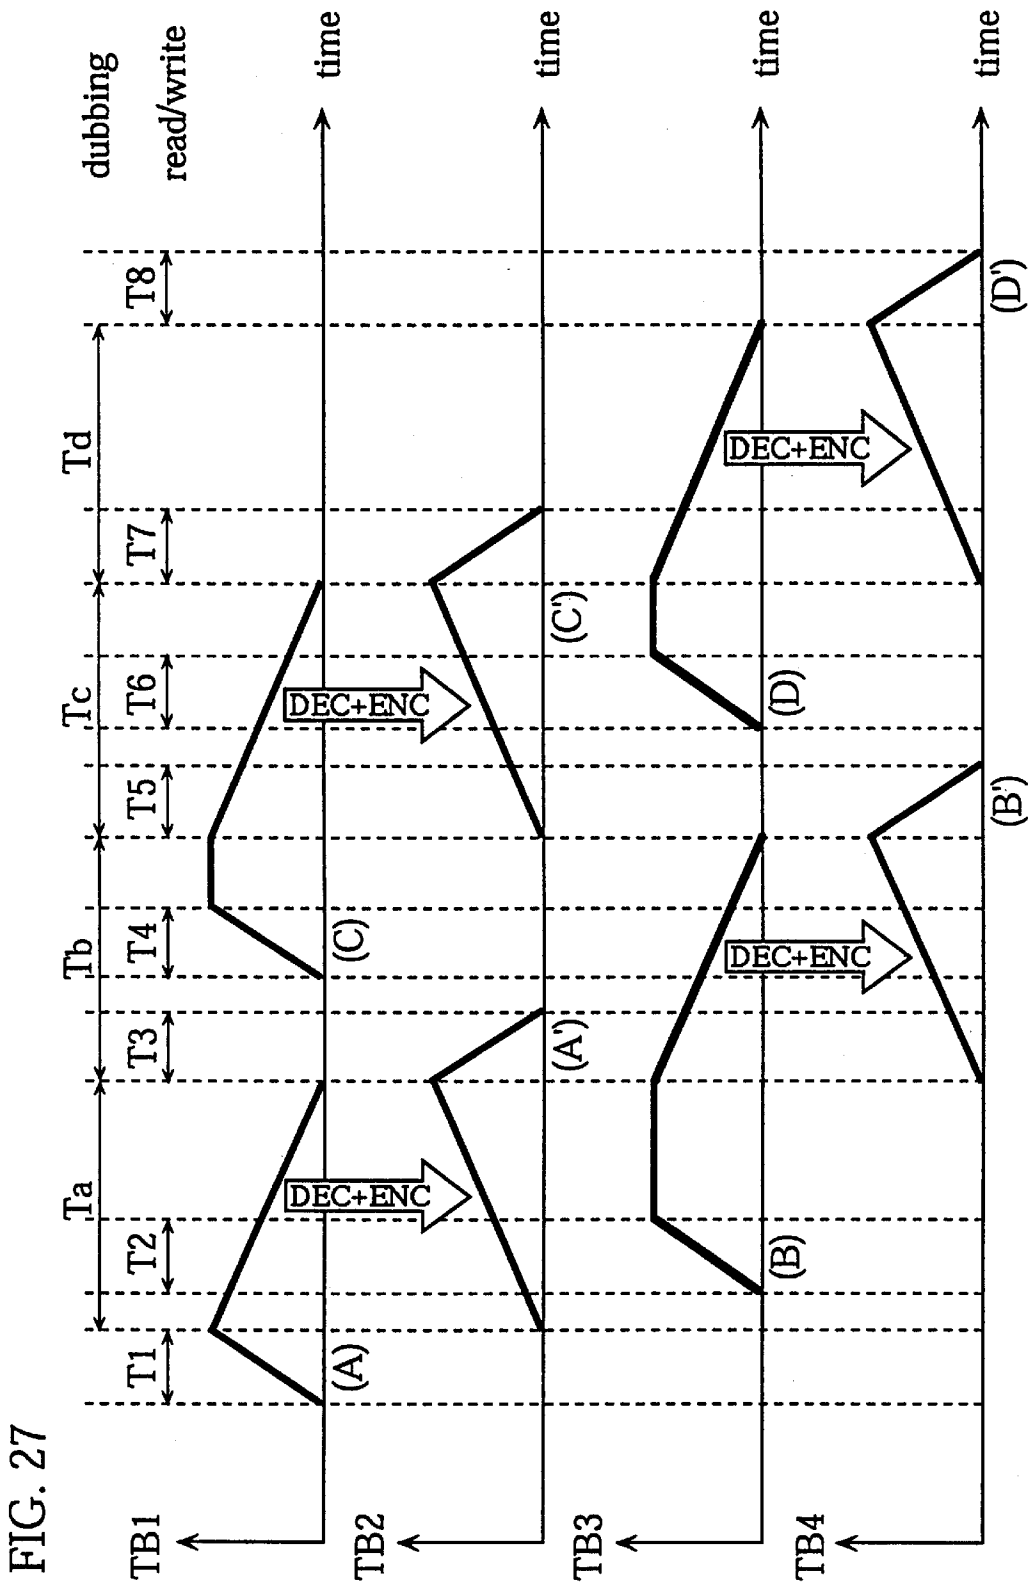 FIG. 27
Ta Tb Tc Td dubbing
T1 T2 T3 T4 T5 T6 T7 T8 read/write
TB1
DEC+ENC DEC+ENC
time
(A) (C)
TB2
time
(A') (C')
TB3
DEC+ENC DEC+ENC
time
(B) (D)
TB4
time
(B') (D')